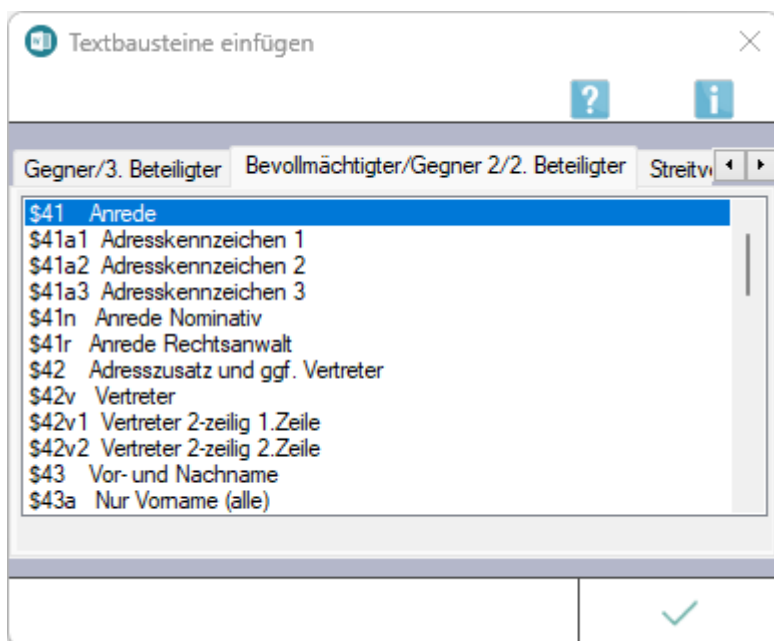 Textbausteine einfügen
Gegner/3. Beteiligter Bevollmächtigter/Gegner 2/2. Beteiligter
$41 Anrede
$41a1 Adresskennzeichen 1
$41a2 Adresskennzeichen 2
$41a3 Adresskennzeichen 3
$41n Anrede Nominativ
$41r Anrede Rechtsanwalt
$42 Adresszusatz und ggf. Vertreter
$42v Vertreter
$42v1 Vertreter 2-zeilig 1.Zeile
$42v2 Vertreter 2-zeilig 2.Zeile
$43 Vor- und Nachname
$43a Nur Vorname (alle)